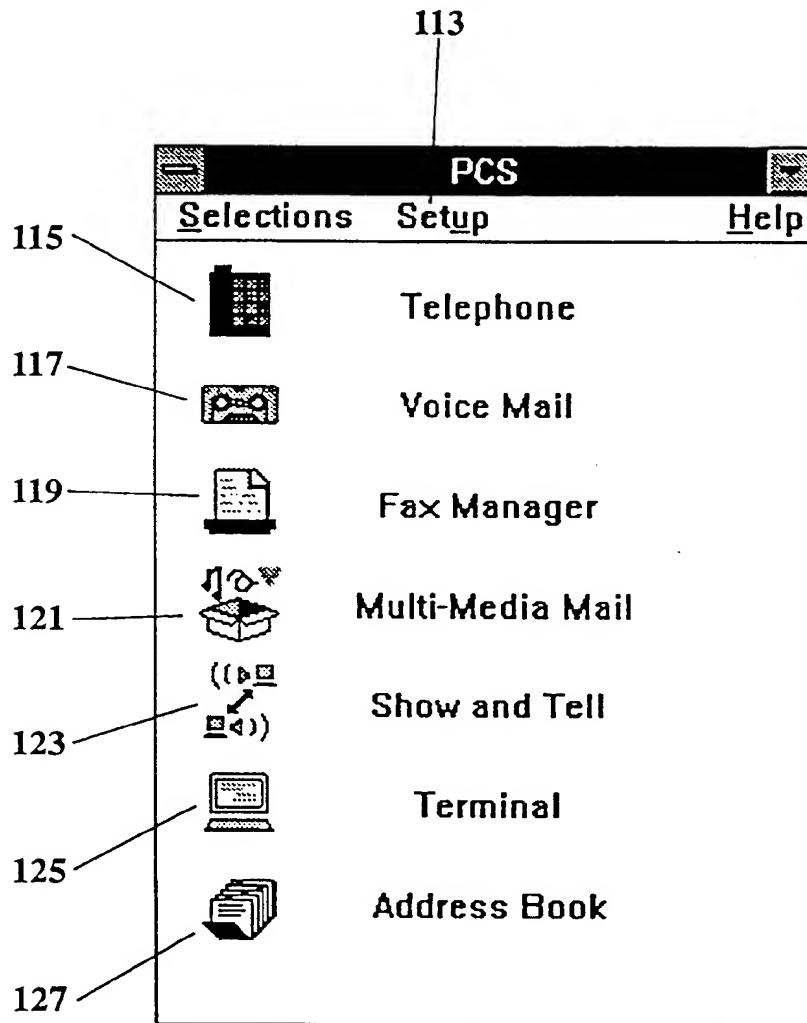 113
PCS
Selections Setup Help
115 Telephone
117 Voice Mail
119 Fax Manager
121 Multi-Media Mail
123 Show and Tell
125 Terminal
127 Address Book